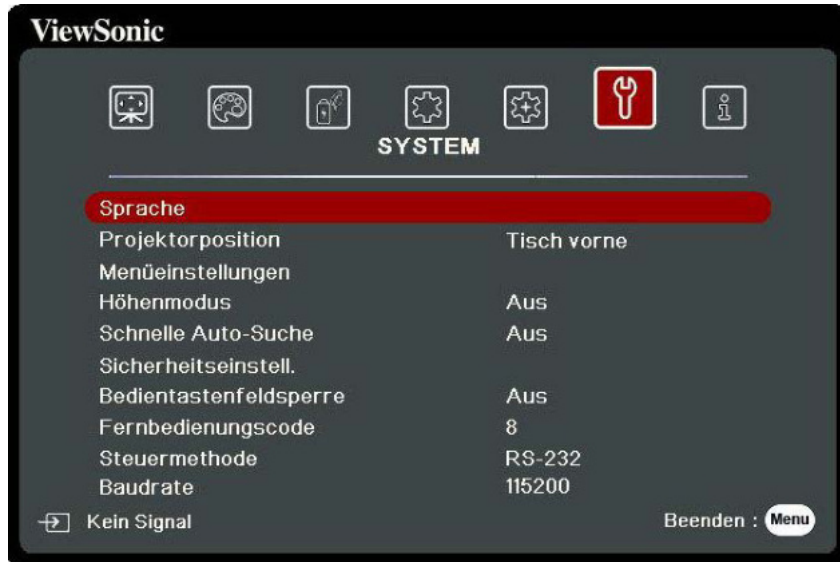 ViewSonic
SYSTEM
Sprache
Projektorposition Tisch vorne
Menüeinstellungen
Höhenmodus Aus
Schnelle Auto-Suche Aus
Sicherheitseinstell.
Bedientastenfeldsperre Aus
Fernbedienungscode 8
Steuermethode RS-232
Baudrate 115200
Kein Signal Beenden : Menu